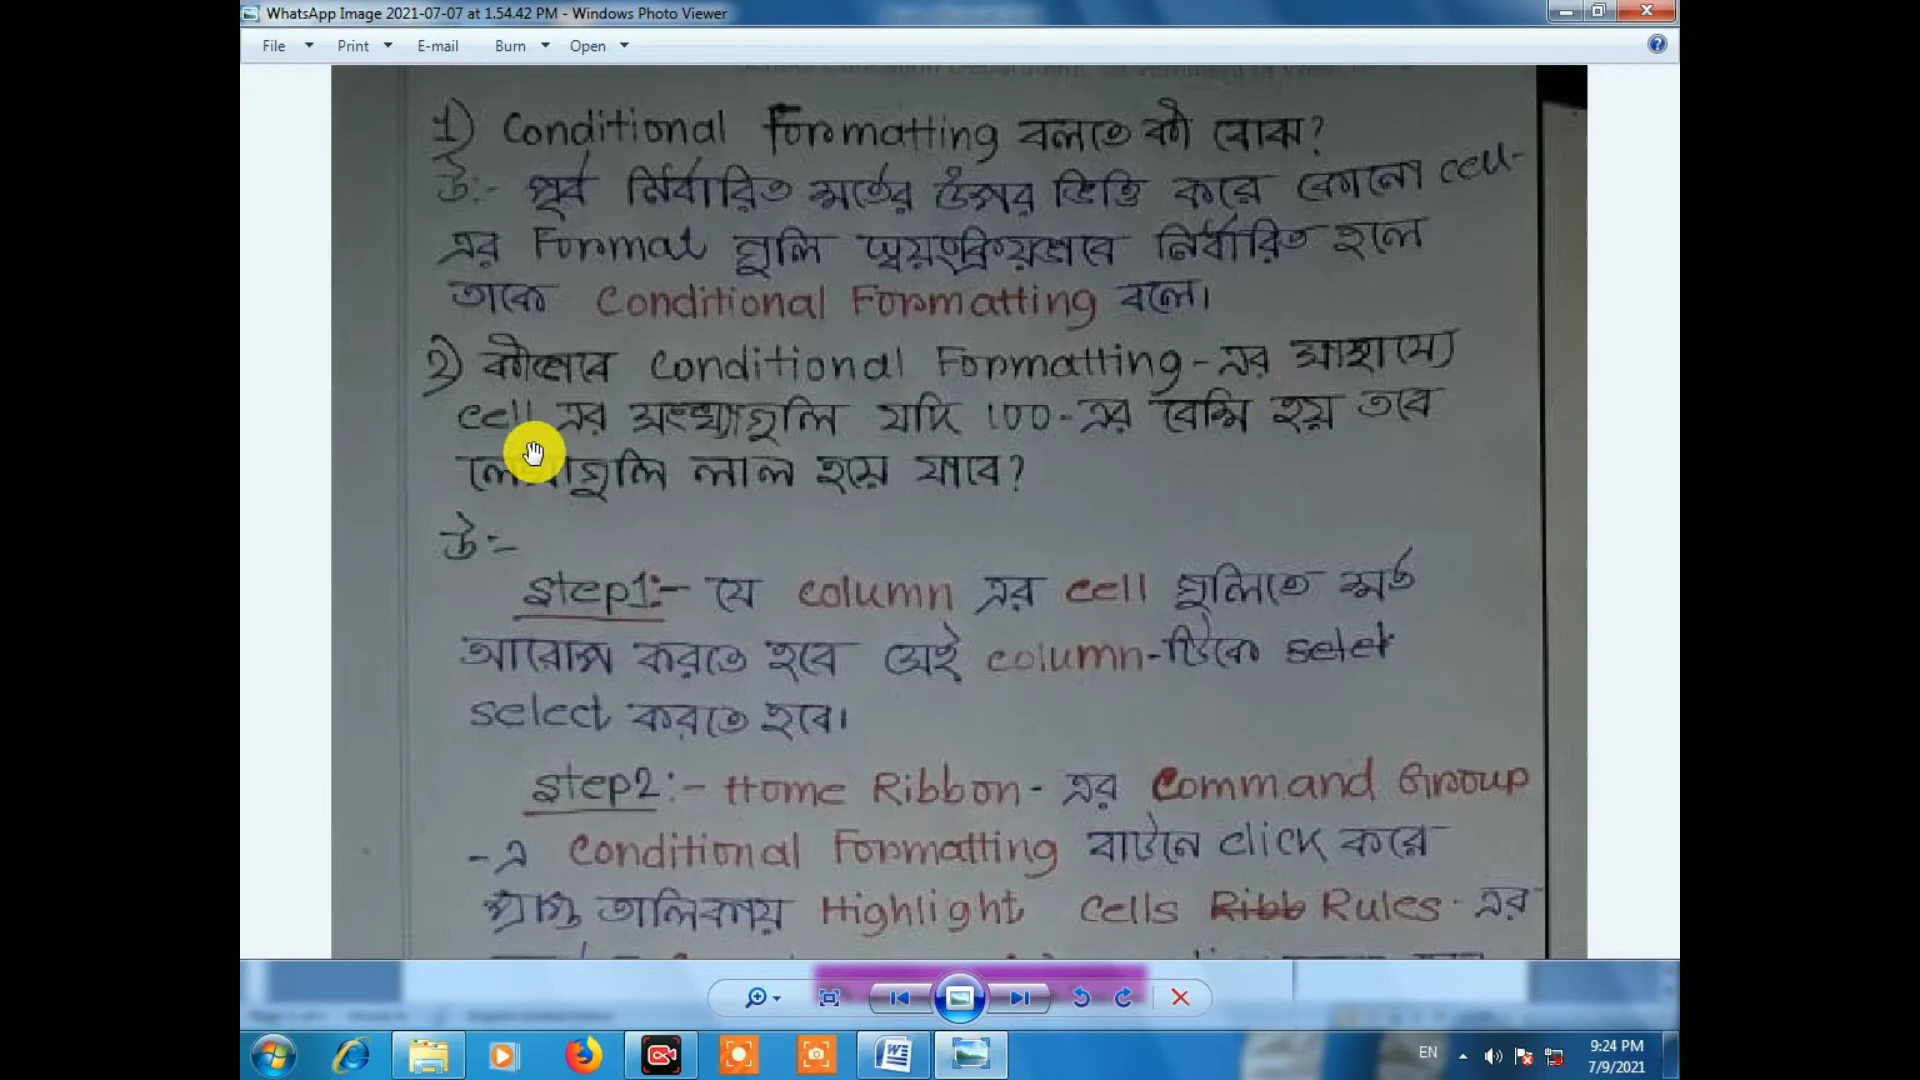 WhatsApp Image 2021-07-07 at 1.54.42 PM - Windows Photo Viewer
File Print E-mail Burn Open
1) Conditional Formatting বলতে কী বোঝ?
উ:- পূর্ব নির্ধারিত শর্তের উপর ভিত্তি করে কোনো cell-
এর Format গুলি স্বয়ংক্রিয়ভাবে নির্ধারিত হলে
তাকে Conditional Formatting বলে।
2) কীভাবে Conditional Formatting-এর সাহায্যে
cell এর সংখ্যাগুলি যদি 100-এর বেশি হয় তবে
লেখাগুলি লাল হয়ে যাবে?
উ:-
Step1:- যে column এর cell গুলিতে শর্ত
আরোপ করতে হবে সেই column-টিকে selet
select করতে হবে।
Step2:- Home Ribbon-এর Command Group
-এ Conditional Formatting বাটনে click করে
প্রাপ্ত তালিকায় Highlight Cells Ribb Rules-এর
EN
9:24 PM
7/9/2021